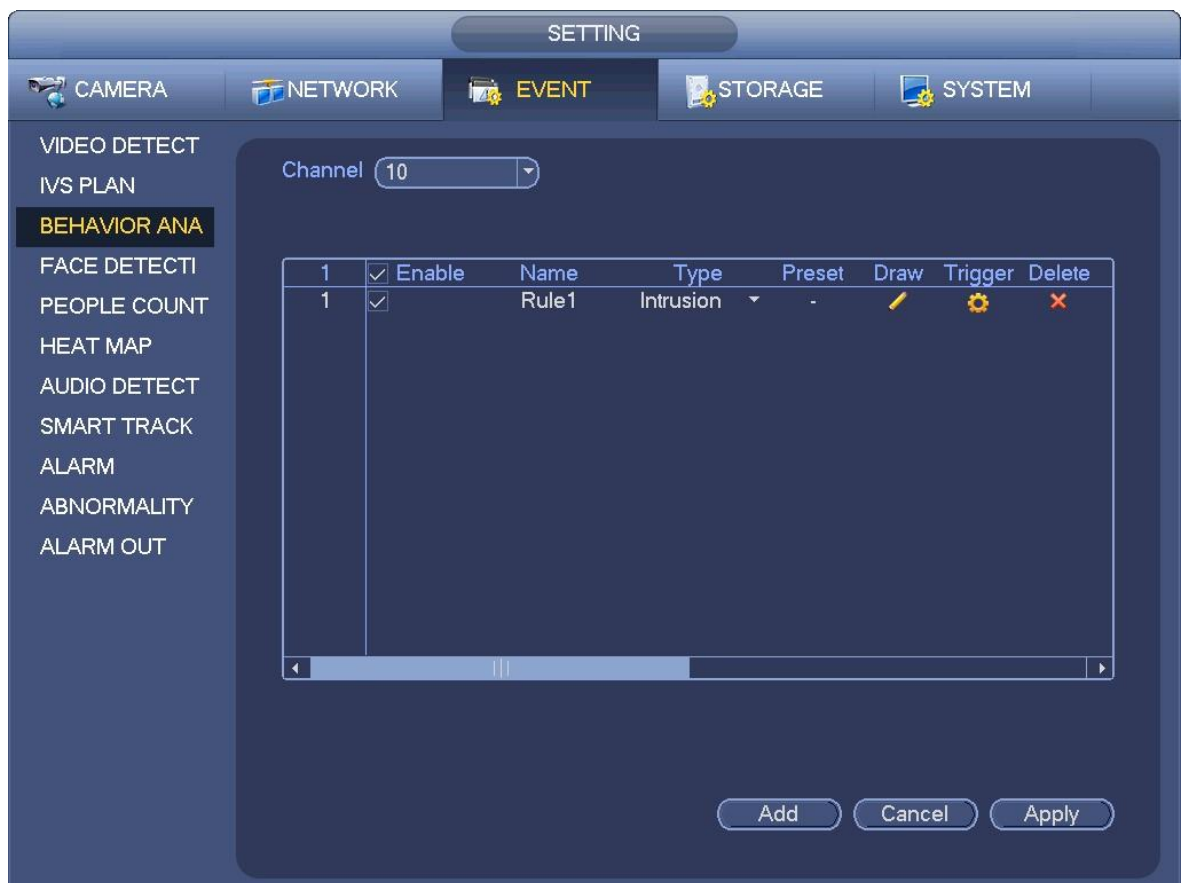 SETTING
CAMERA NETWORK EVENT STORAGE SYSTEM
VIDEO DETECT
IVS PLAN
BEHAVIOR ANA
FACE DETECTI
PEOPLE COUNT
HEAT MAP
AUDIO DETECT
SMART TRACK
ALARM
ABNORMALITY
ALARM OUT
Channel 10
1 Enable Name Type Preset Draw Trigger Delete
1 Rule1 Intrusion -
Add Cancel Apply